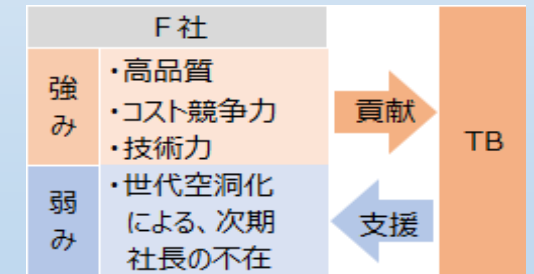 F社
強み
・高品質
・コスト競争力
・技術力
貢献
TB
弱み
・世代空洞化
による、次期
社長の不在
支援